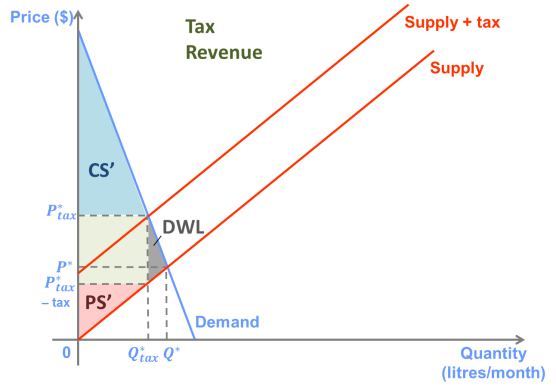 Price ($)
Tax
Revenue
Supply + tax
Supply
CS’
P*tax
DWL
P*
P*tax
– tax
PS’
Demand
0
Q*tax Q*
Quantity
(litres/month)